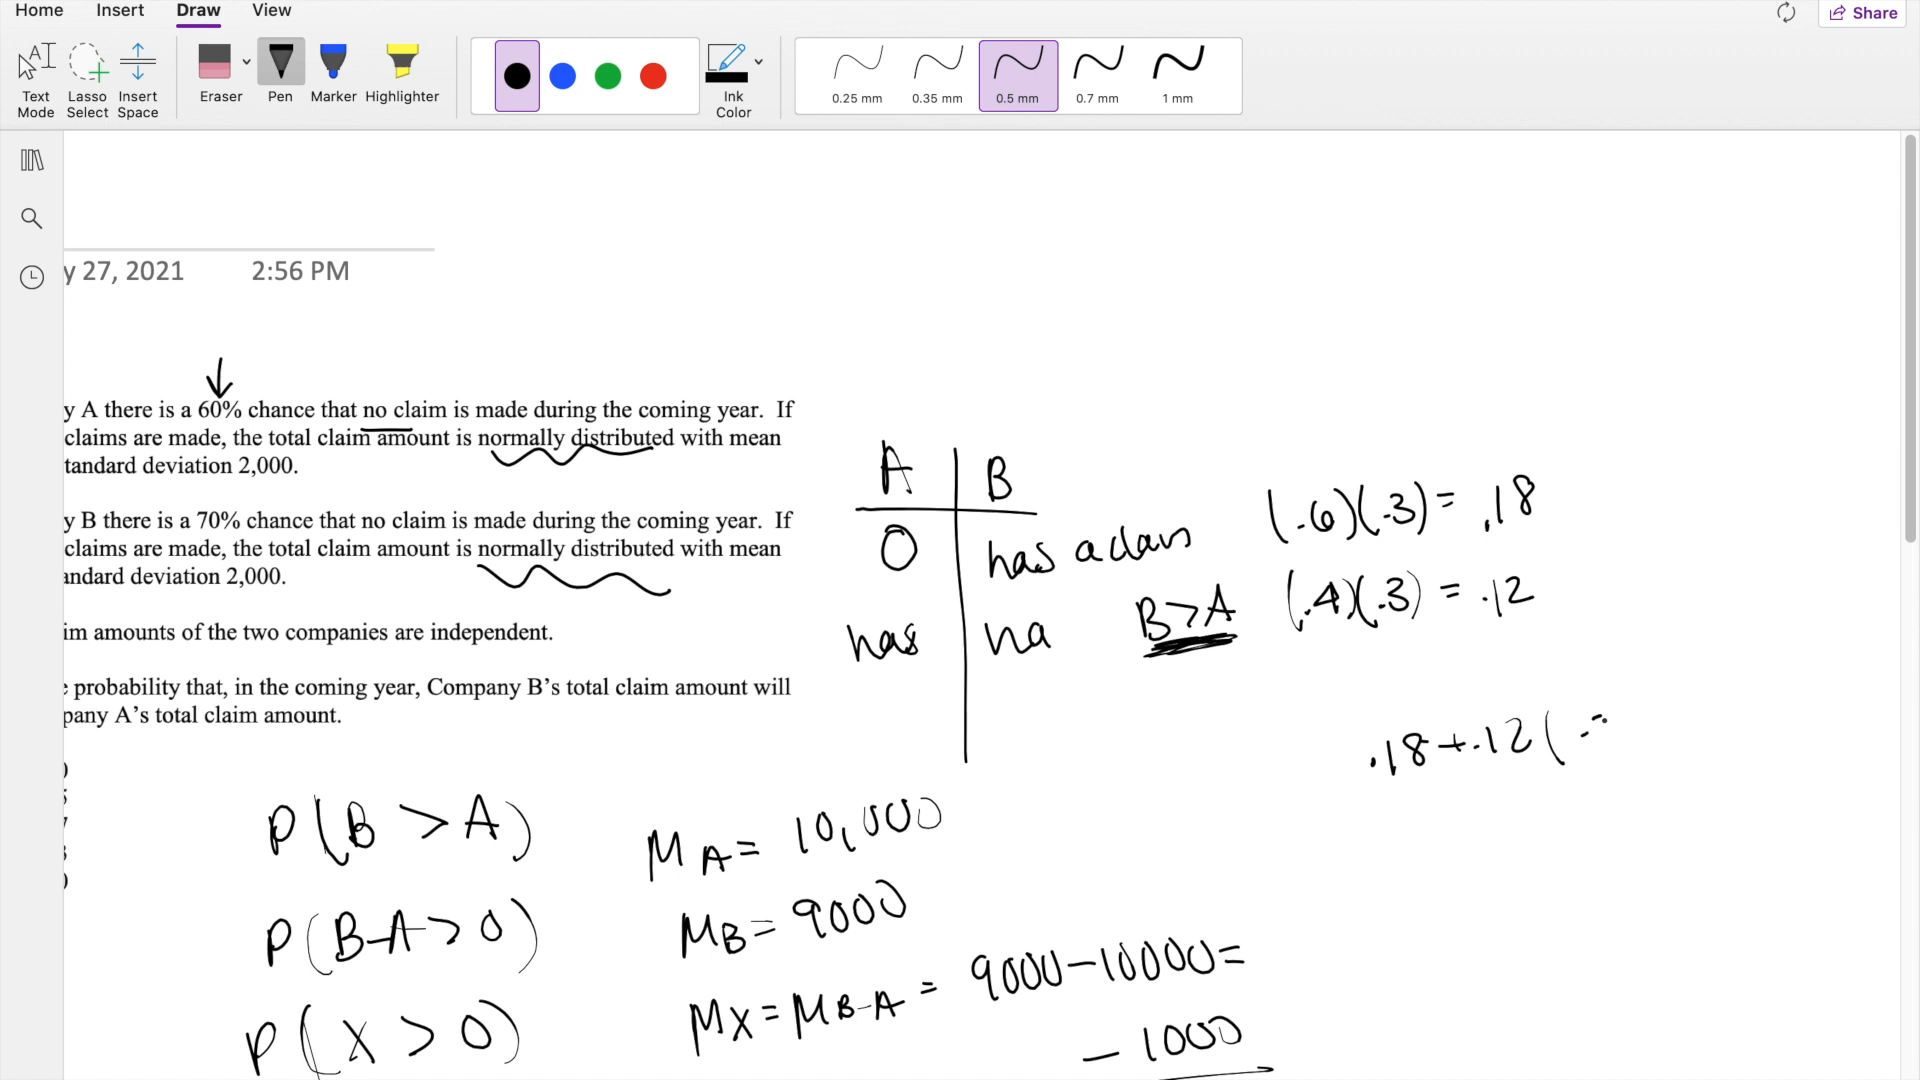 Home Insert Draw View
Share
Text Mode
Lasso Select
Insert Space
Eraser
Pen
Marker
Highlighter
Ink Color
0.25 mm
0.35 mm
0.5 mm
0.7 mm
1 mm
y 27, 2021 2:56 PM
y A there is a 60% chance that no claim is made during the coming year. If
claims are made, the total claim amount is normally distributed with mean
tandard deviation 2,000.
y B there is a 70% chance that no claim is made during the coming year. If
claims are made, the total claim amount is normally distributed with mean
andard deviation 2,000.
im amounts of the two companies are independent.
e probability that, in the coming year, Company B's total claim amount will
pany A's total claim amount.
A B
0 has a claim (.6)(.3) = .18
has ha B > A (.4)(.3) = .12
.18 + .12 (
P(B > A)
P(B-A > 0)
P(X > 0)
MA = 10,000
MB = 9000
MX = MB-A = 9000-10000 =
- 1000